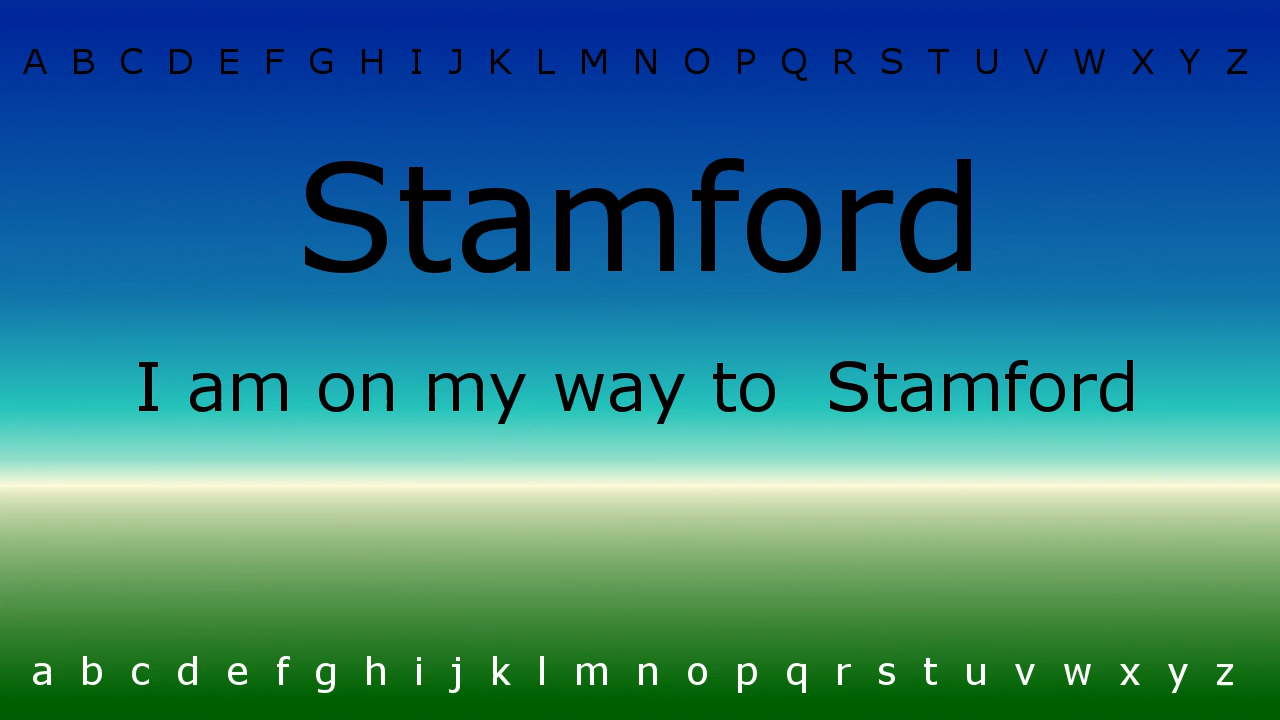 A B C D E F G H I J K L M N O P Q R S T U V W X Y Z
Stamford
I am on my way to  Stamford
a b c d e f g h i j k l m n o p q r s t u v w x y z